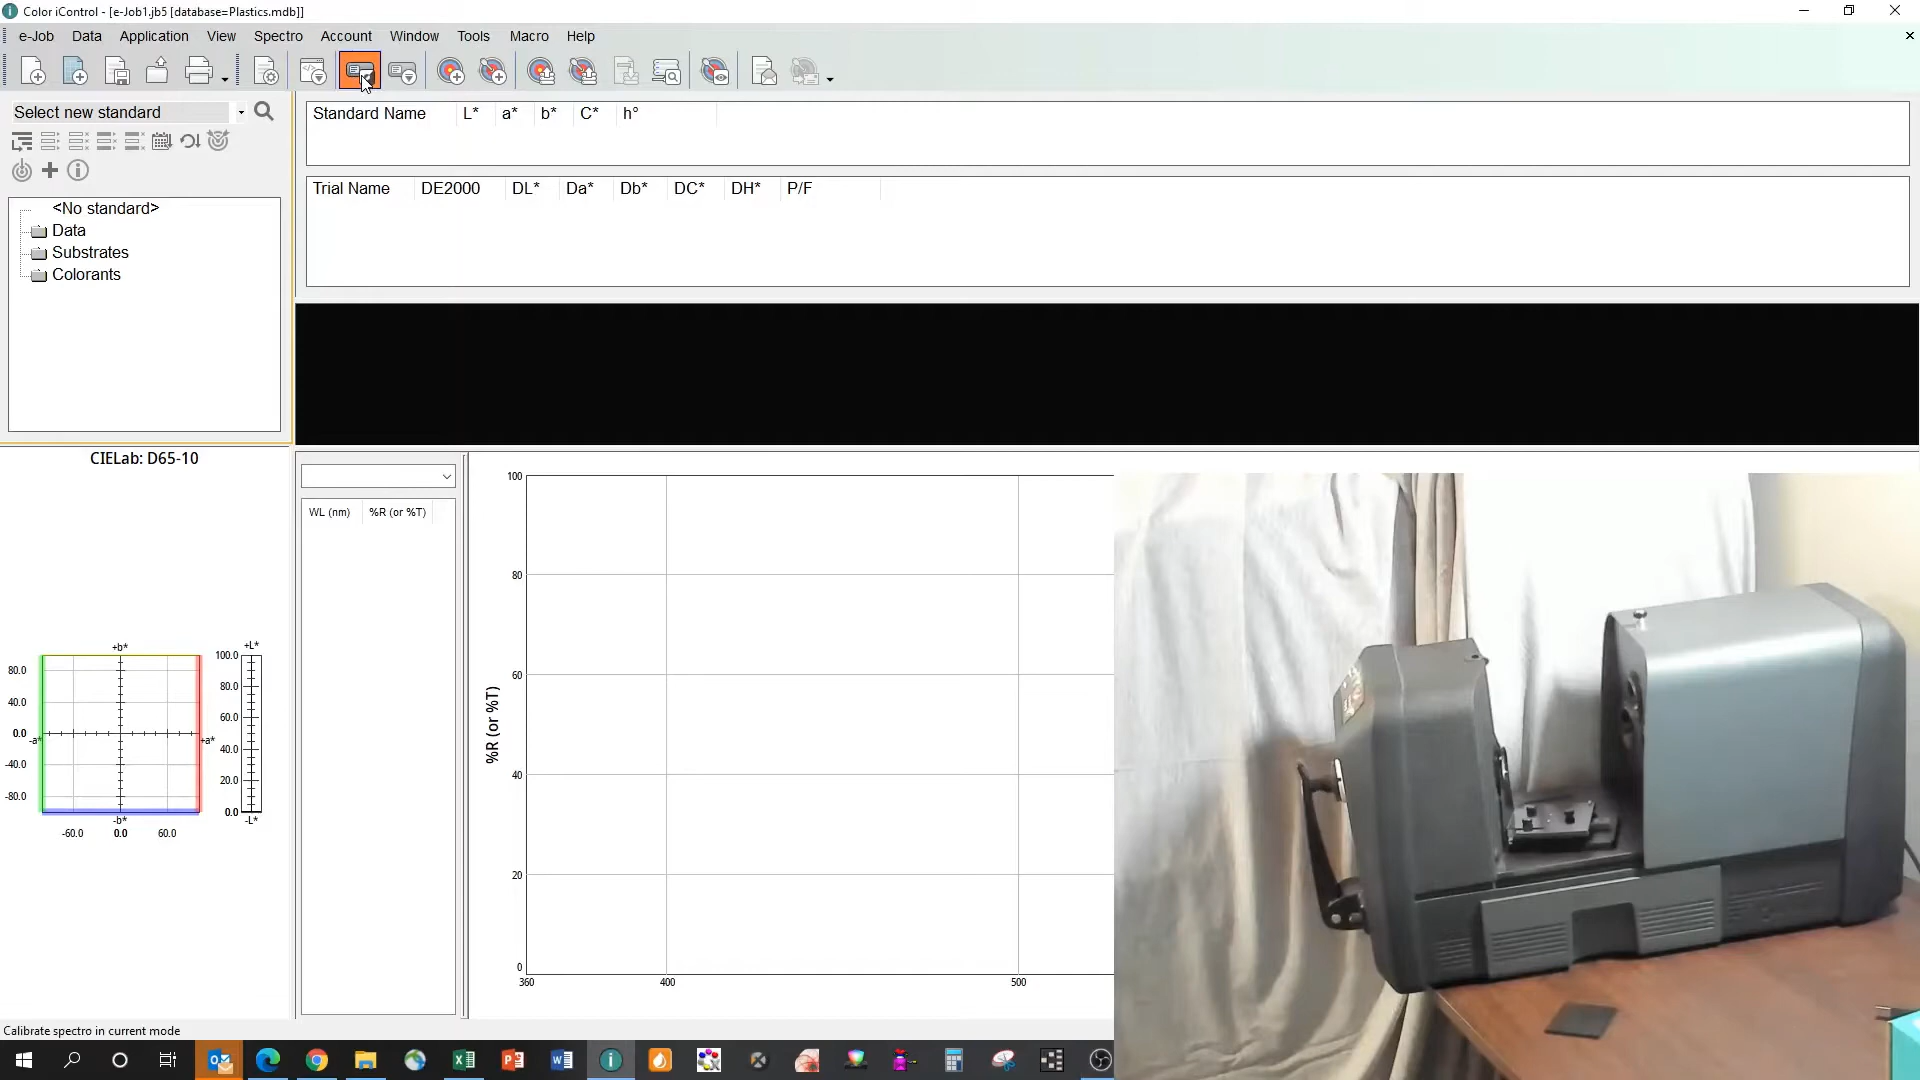 Color iControl - [e-Job1.jb5 [database=Plastics.mdb]]
e-Job Data Application View Spectro Account Window Tools Macro Help
Select new standard
<No standard>
Data
Substrates
Colorants
Standard Name L* a* b* C* h°
Trial Name DE2000 DL* Da* Db* DC* DH* P/F
CIELab: D65-10
+b*
80.0
40.0
0.0
-40.0
-80.0
-a*
+a*
-b*
-60.0 0.0 60.0
+L*
100.0
80.0
60.0
40.0
20.0
0.0
-L*
WL (nm) %R (or %T)
%R (or %T)
100
80
60
40
20
0
360 400 500
Calibrate spectro in current mode